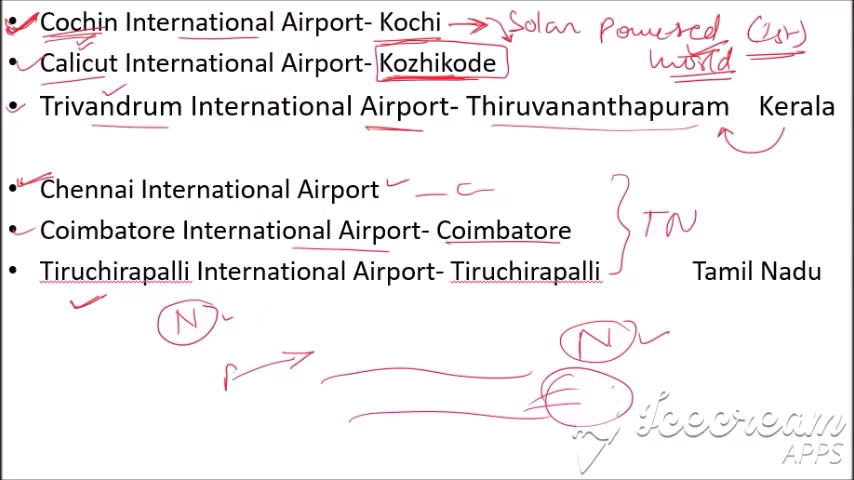 • Cochin International Airport- Kochi → Solar Powered (1st)
• Calicut International Airport- Kozhikode World
• Trivandrum International Airport- Thiruvananthapuram Kerala
• Chennai International Airport - C
• Coimbatore International Airport- Coimbatore TN
• Tiruchirapalli International Airport- Tiruchirapalli Tamil Nadu
N N
Icecream
APPS